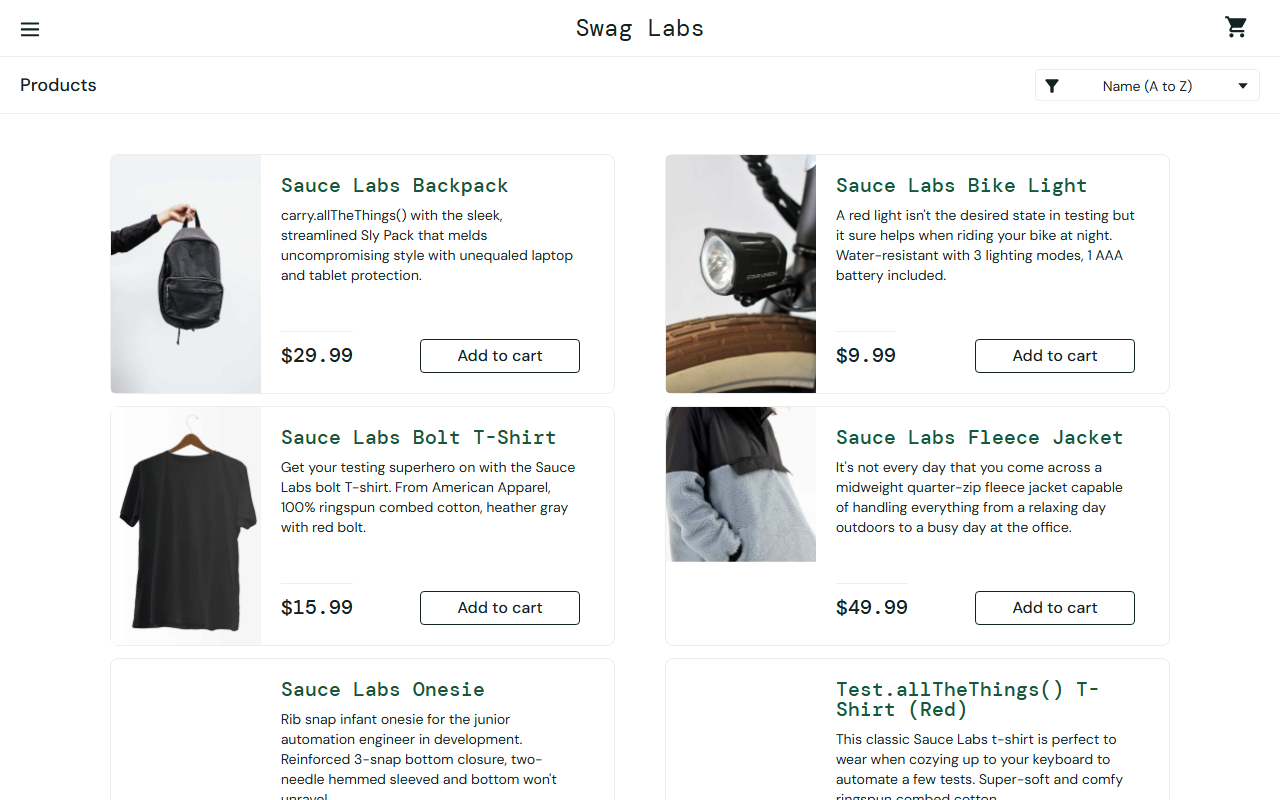 Swag Labs
Products
Name (A to Z)
Sauce Labs Backpack
carry.allTheThings() with the sleek,
streamlined Sly Pack that melds
uncompromising style with unequaled laptop
and tablet protection.
$29.99
Add to cart
Sauce Labs Bike Light
A red light isn't the desired state in testing but
it sure helps when riding your bike at night.
Water-resistant with 3 lighting modes, 1 AAA
battery included.
$9.99
Add to cart
Sauce Labs Bolt T-Shirt
Get your testing superhero on with the Sauce
Labs bolt T-shirt. From American Apparel,
100% ringspun combed cotton, heather gray
with red bolt.
$15.99
Add to cart
Sauce Labs Fleece Jacket
It's not every day that you come across a
midweight quarter-zip fleece jacket capable
of handling everything from a relaxing day
outdoors to a busy day at the office.
$49.99
Add to cart
Sauce Labs Onesie
Rib snap infant onesie for the junior
automation engineer in development.
Reinforced 3-snap bottom closure, two-
needle hemmed sleeved and bottom won't
unravel.
Test.allTheThings() T-
Shirt (Red)
This classic Sauce Labs t-shirt is perfect to
wear when cozying up to your keyboard to
automate a few tests. Super-soft and comfy
ringspun combed cotton.